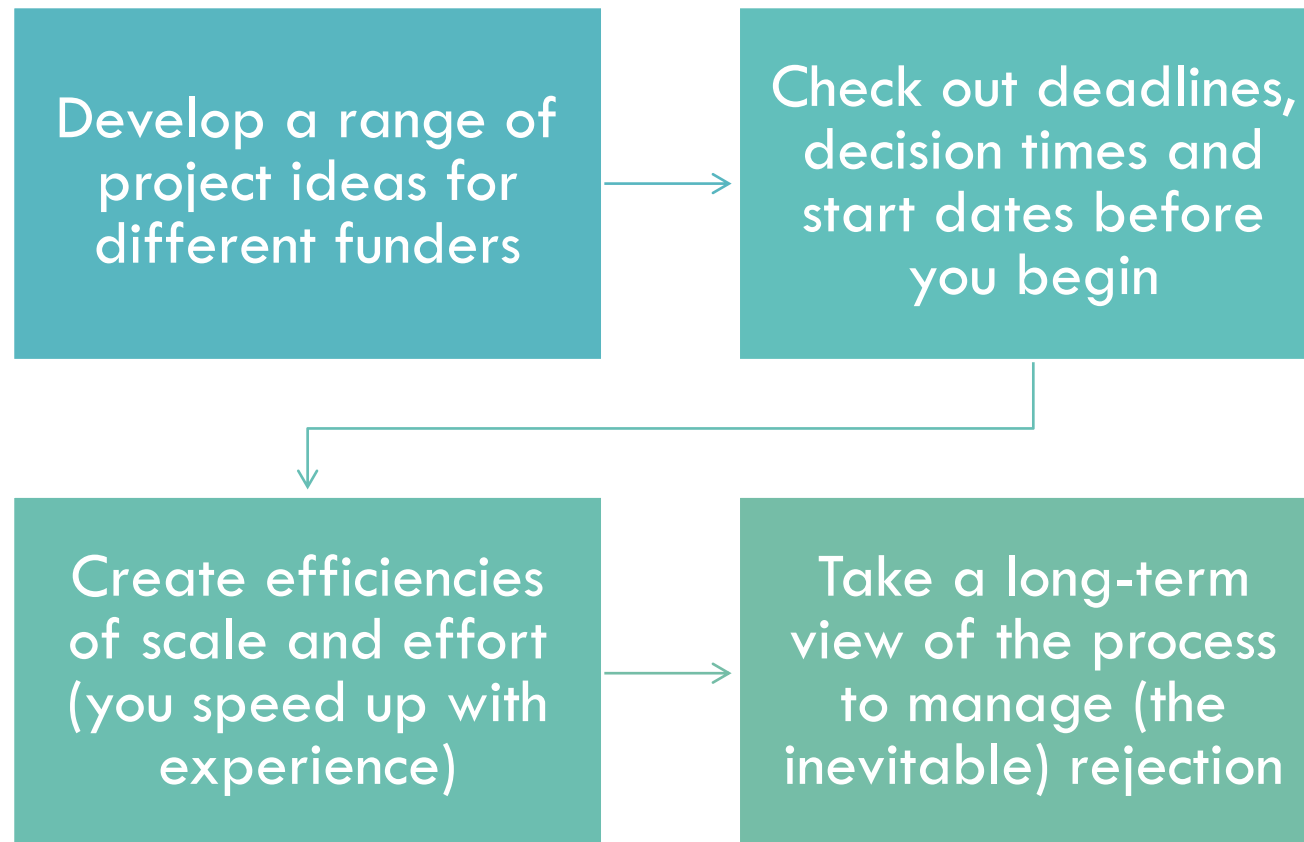 Develop a range of
project ideas for
different funders
Check out deadlines,
decision times and
start dates before
you begin
Create efficiencies
of scale and effort
(you speed up with
experience)
Take a long-term
view of the process
to manage (the
inevitable) rejection